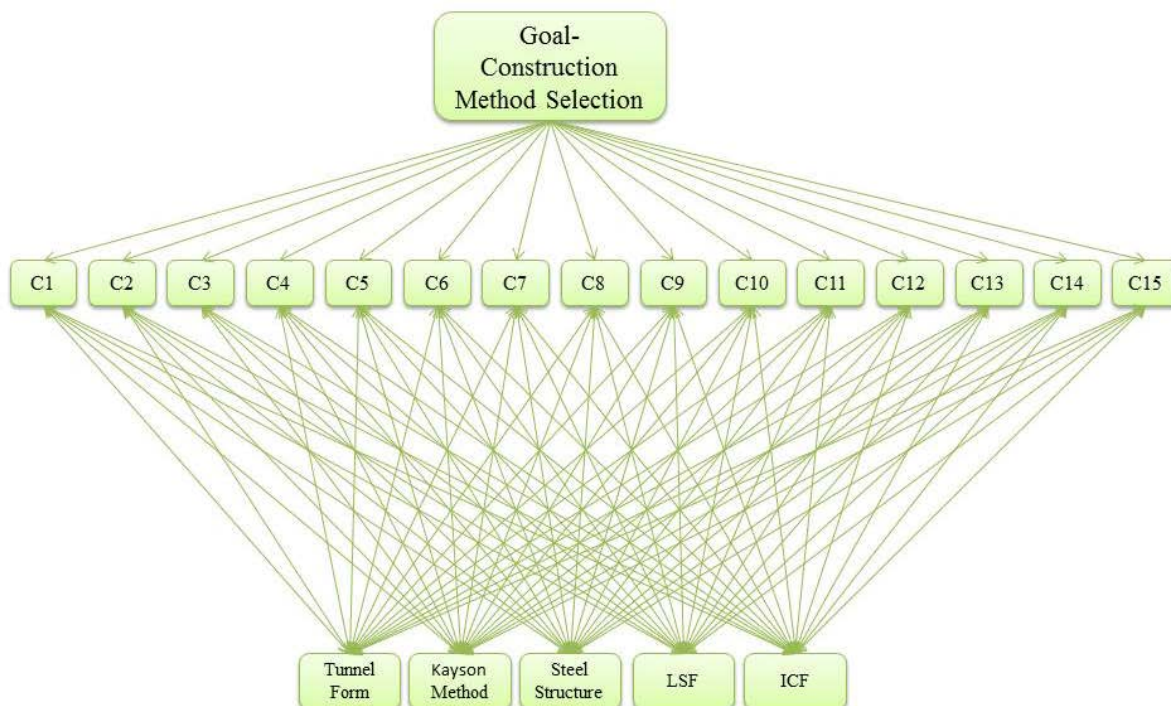 Goal-
Construction
Method Selection
C1 C2 C3 C4 C5 C6 C7 C8 C9 C10 C11 C12 C13 C14 C15
Tunnel
Form
Kayson
Method
Steel
Structure
LSF
ICF